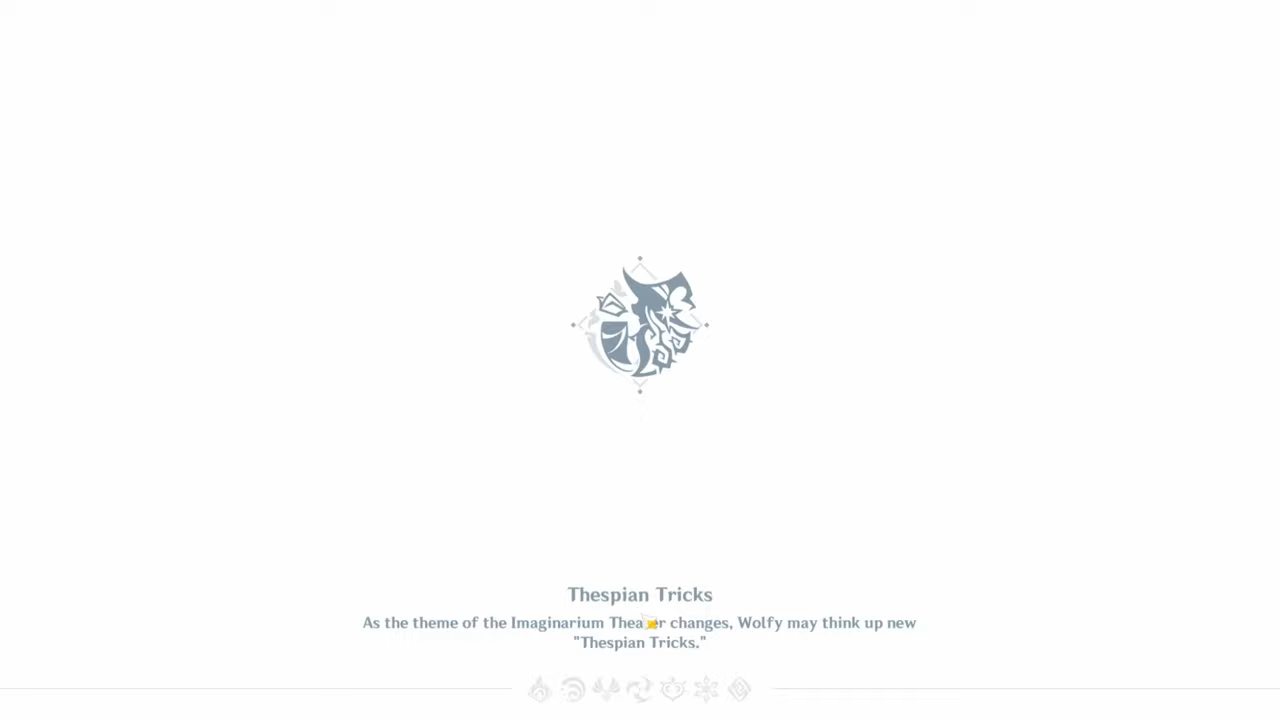 Thespian Tricks
As the theme of the Imaginarium Theater changes, Wolfy may think up new
"Thespian Tricks."